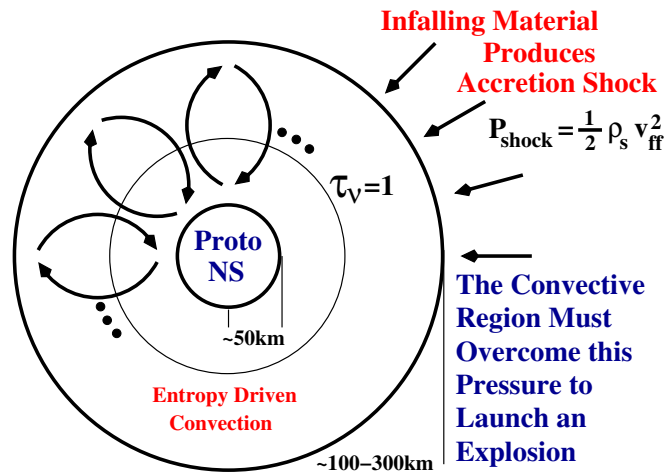 Infalling Material
Produces
Accretion Shock
P_shock = 1/2 ρ_s v_ff^2
τ_ν=1
Proto
NS
~50km
The Convective
Region Must
Overcome this
Pressure to
Launch an
Explosion
Entropy Driven
Convection
~100−300km